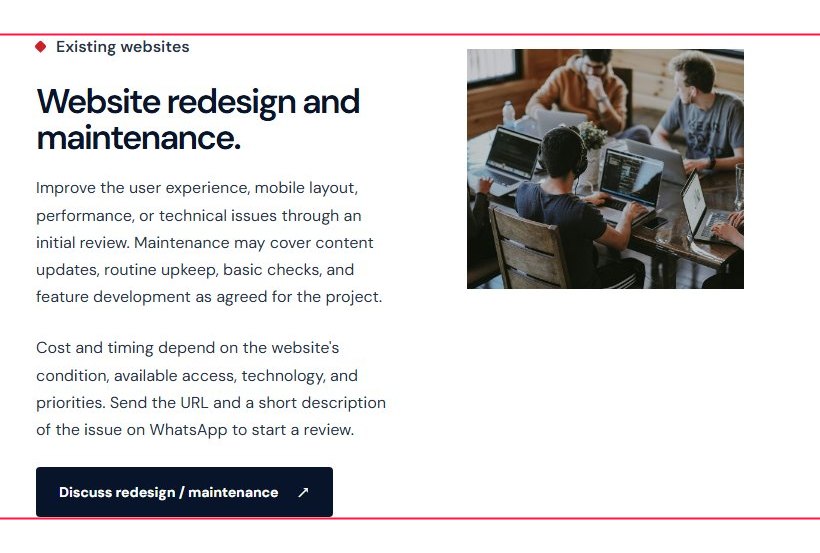 Existing websites
Website redesign and
maintenance.
Improve the user experience, mobile layout,
performance, or technical issues through an
initial review. Maintenance may cover content
updates, routine upkeep, basic checks, and
feature development as agreed for the project.
Cost and timing depend on the website's
condition, available access, technology, and
priorities. Send the URL and a short description
of the issue on WhatsApp to start a review.
Discuss redesign / maintenance ↗